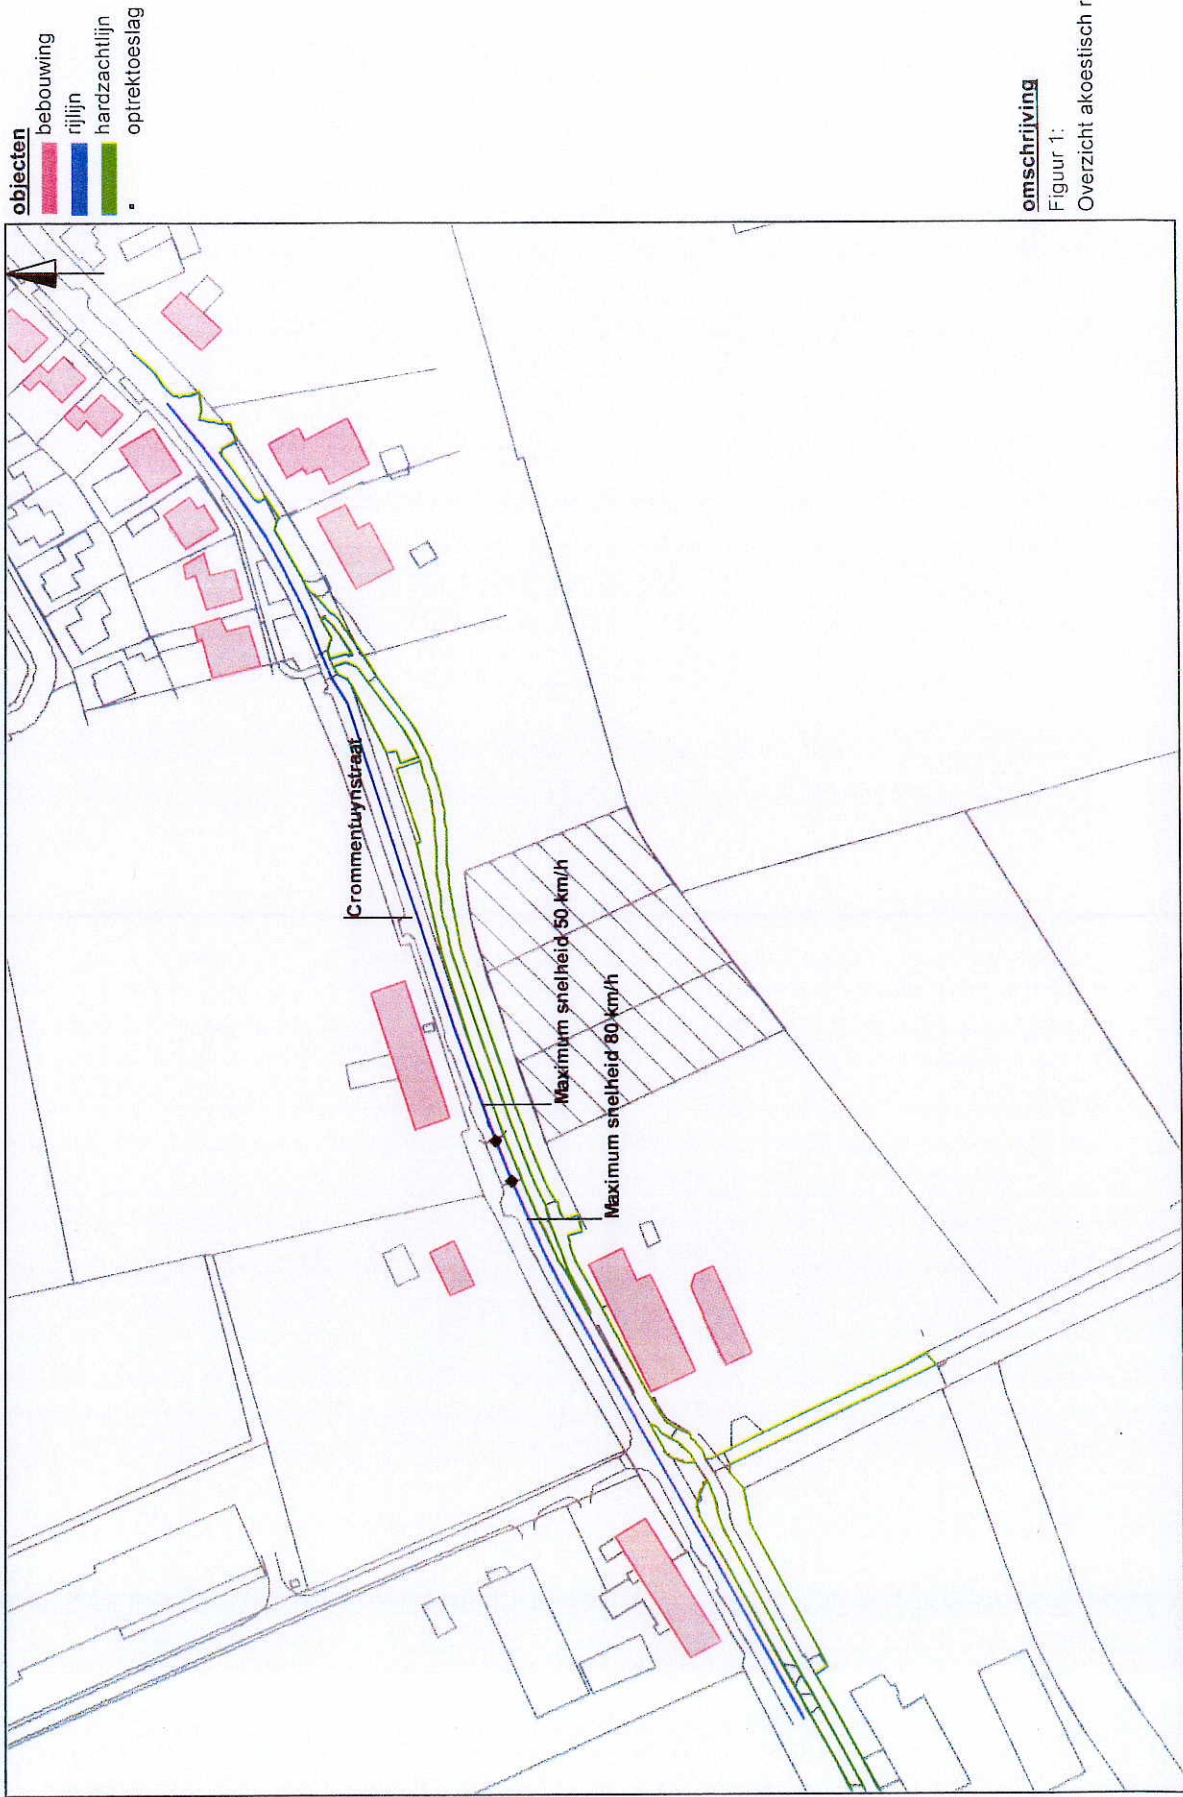 objecten
bebouwing
rijlijn
hardzachtlijn
optrektoeslag
Crommentuynstraat
Maximum snelheid 50 km/h
Maximum snelheid 80 km/h
omschrijving
Figuur 1:
Overzicht akoestisch r